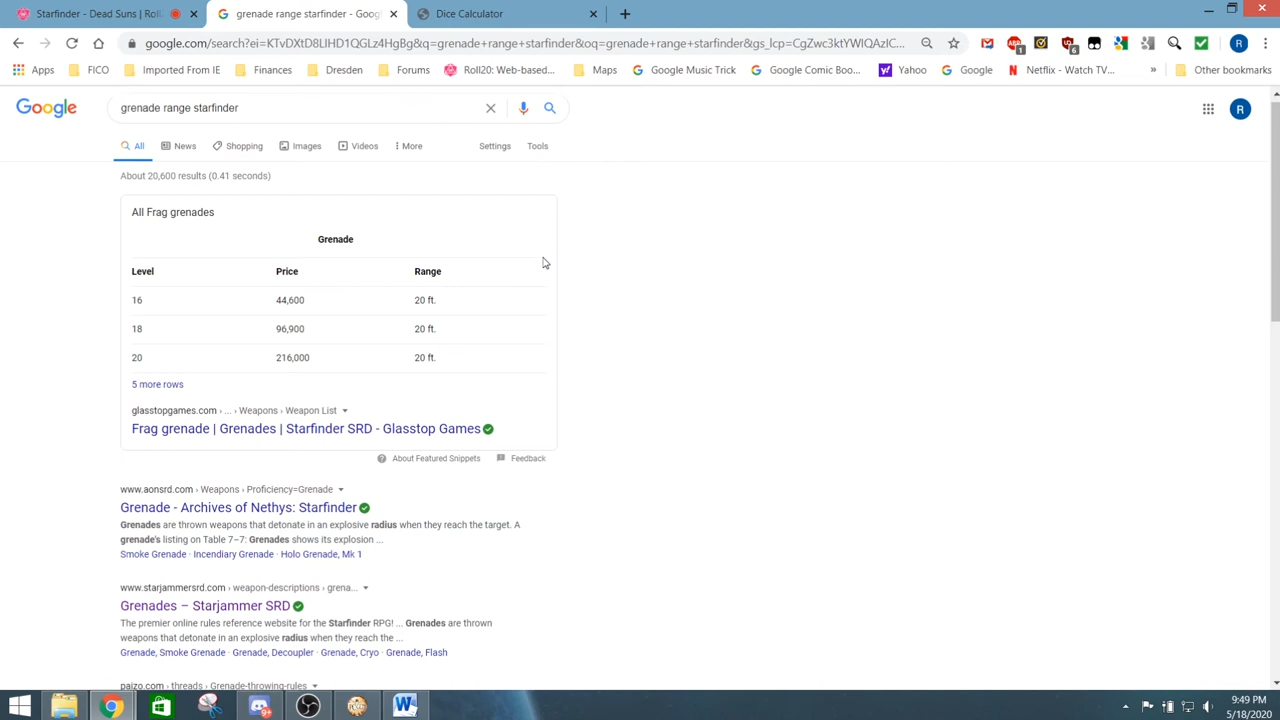 Starfinder - Dead Suns | Roll
grenade range starfinder - Goog
Dice Calculator
google.com/search?ei=KTvDXtDLIHD1QGLz4HgBg&q=grenade+range+starfinder&oq=grenade+range+starfinder&gs_lcp=CgZwc3ktYWIQAzIC...
Apps
FICO
Imported From IE
Finances
Dresden
Forums
Roll20: Web-based...
Maps
Google Music Trick
Google Comic Boo...
Yahoo
Google
Netflix - Watch TV...
»
Other bookmarks
Google
grenade range starfinder
R
All
News
Shopping
Images
Videos
More
Settings
Tools
About 20,600 results (0.41 seconds)
All Frag grenades
Grenade
Level Price Range
16 44,600 20 ft.
18 96,900 20 ft.
20 216,000 20 ft.
5 more rows
glasstopgames.com › ... › Weapons › Weapon List
Frag grenade | Grenades | Starfinder SRD - Glasstop Games
About Featured Snippets
Feedback
www.aonsrd.com › Weapons › Proficiency=Grenade
Grenade - Archives of Nethys: Starfinder
Grenades are thrown weapons that detonate in an explosive radius when they reach the target. A
grenade's listing on Table 7–7: Grenades shows its explosion ...
Smoke Grenade · Incendiary Grenade · Holo Grenade, Mk 1
www.starjammersrd.com › weapon-descriptions › grena...
Grenades – Starjammer SRD
The premier online rules reference website for the Starfinder RPG! ... Grenades are thrown
weapons that detonate in an explosive radius when they reach the ...
Grenade, Smoke Grenade · Grenade, Decoupler · Grenade, Cryo · Grenade, Flash
paizo.com › threads › Grenade-throwing-rules
9:49 PM
5/18/2020